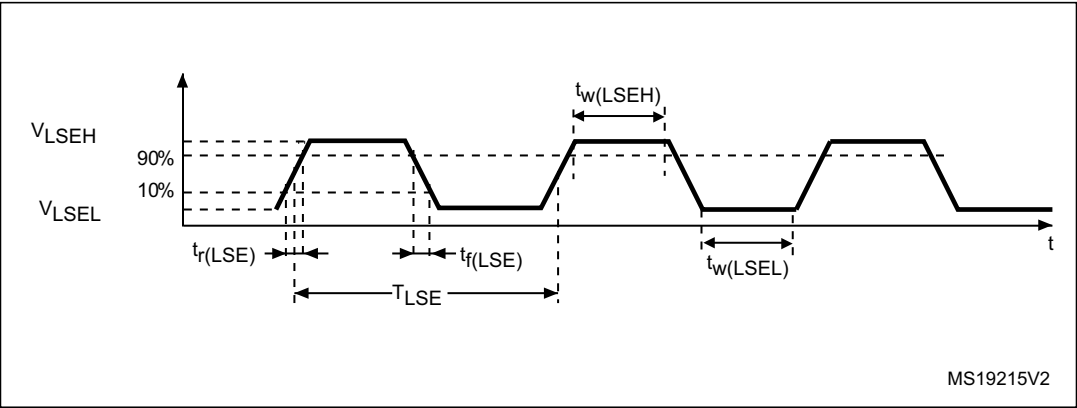 tw(LSEH)
VLSEH
90%
10%
VLSEL
tr(LSE)
tf(LSE)
tw(LSEL)
t
TLSE
MS19215V2